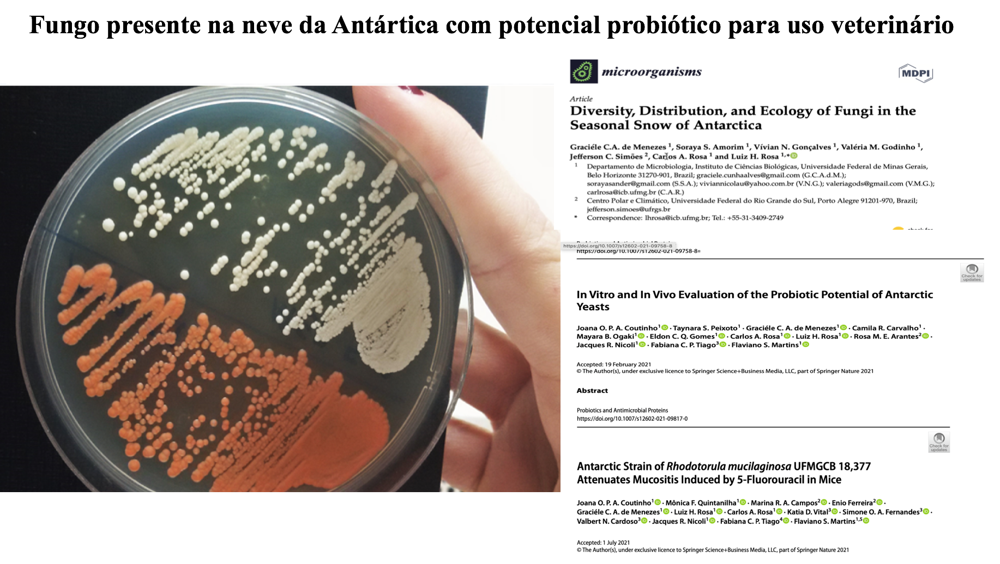 Fungo presente na neve da Antártica com potencial probiótico para uso veterinário
microorganisms
MDPI
Article
Diversity, Distribution, and Ecology of Fungi in the
Seasonal Snow of Antarctica
Graciéle C.A. de Menezes 1, Soraya S. Amorim 1, Vívian N. Gonçalves 1, Valéria M. Godinho 1,
Jefferson C. Simões 2, Carlos A. Rosa 1 and Luiz H. Rosa 1,*
1 Departamento de Microbiologia, Instituto de Ciências Biológicas, Universidade Federal de Minas Gerais,
Belo Horizonte 31270-901, Brazil; graciele.cunhaalves@gmail.com (G.C.A.d.M.);
sorayasander@gmail.com (S.S.A.); viviannicolau@yahoo.com.br (V.N.G.); valeriagods@gmail.com (V.M.G.);
carlrosa@icb.ufmg.br (C.A.R.)
2 Centro Polar e Climático, Universidade Federal do Rio Grande do Sul, Porto Alegre 91201-970, Brazil;
jefferson.simoes@ufrgs.br
* Correspondence: lhrosa@icb.ufmg.br; Tel.: +55-31-3409-2749
check for
https://doi.org/10.1007/s12602-021-09758-8
https://doi.org/10.1007/s12602-021-09758-8=
Check for
updates
In Vitro and In Vivo Evaluation of the Probiotic Potential of Antarctic
Yeasts
Joana O. P. A. Coutinho1 · Taynara S. Peixoto1 · Graciéle C. A. de Menezes1 · Camila R. Carvalho1 ·
Mayara B. Ogaki1 · Eldon C. Q. Gomes1 · Carlos A. Rosa1 · Luiz H. Rosa1 · Rosa M. E. Arantes2 ·
Jacques R. Nicoli1 · Fabiana C. P. Tiago3 · Flaviano S. Martins1
Accepted: 19 February 2021
© The Author(s), under exclusive licence to Springer Science+Business Media, LLC, part of Springer Nature 2021
Abstract
Probiotics and Antimicrobial Proteins
https://doi.org/10.1007/s12602-021-09817-0
Check for
updates
Antarctic Strain of Rhodotorula mucilaginosa UFMGCB 18,377
Attenuates Mucositis Induced by 5-Fluorouracil in Mice
Joana O. P. A. Coutinho1 · Mônica F. Quintanilha1 · Marina R. A. Campos2 · Enio Ferreira2 ·
Graciéle C. A. de Menezes1 · Luiz H. Rosa1 · Carlos A. Rosa1 · Katia D. Vital3 · Simone O. A. Fernandes3 ·
Valbert N. Cardoso3 · Jacques R. Nicoli1 · Fabiana C. P. Tiago4 · Flaviano S. Martins1,5
Accepted: 1 July 2021
© The Author(s), under exclusive licence to Springer Science+Business Media, LLC, part of Springer Nature 2021